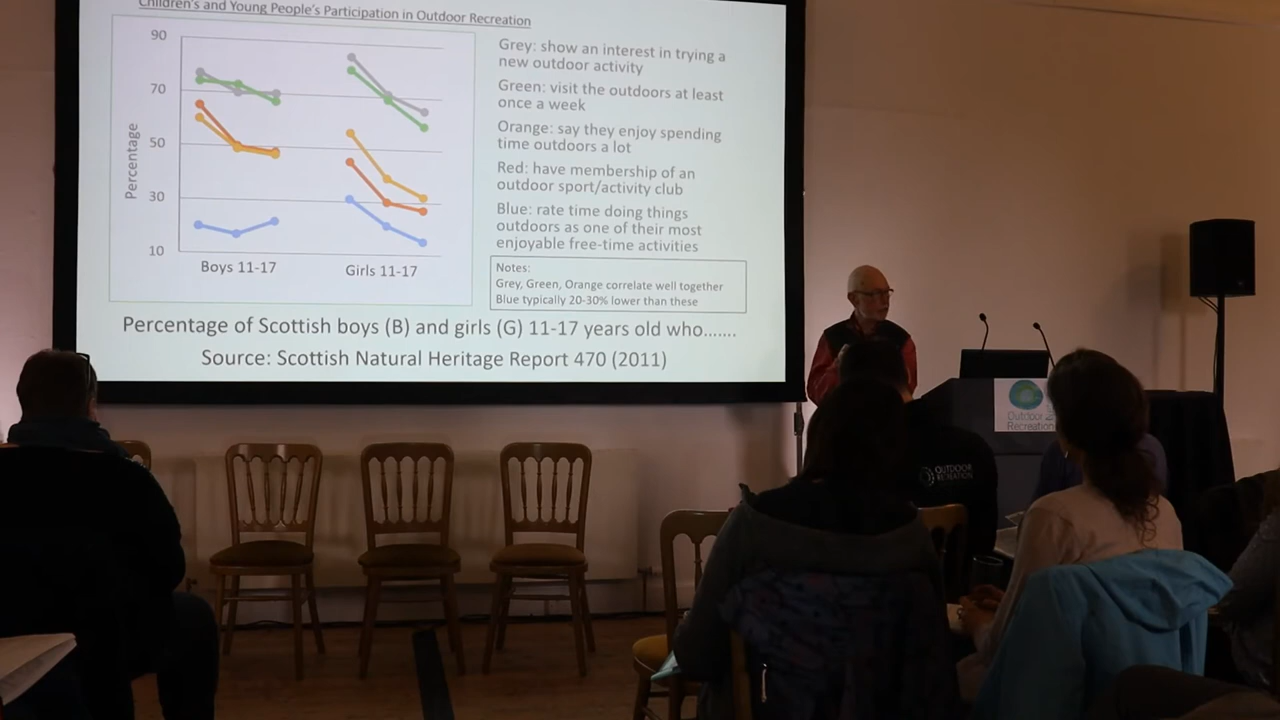 Children's and Young People's Participation in Outdoor Recreation
90
70
50
30
10
Percentage
Boys 11-17
Girls 11-17
Grey: show an interest in trying a
new outdoor activity
Green: visit the outdoors at least
once a week
Orange: say they enjoy spending
time outdoors a lot
Red: have membership of an
outdoor sport/activity club
Blue: rate time doing things
outdoors as one of their most
enjoyable free-time activities
Notes:
Grey, Green, Orange correlate well together
Blue typically 20-30% lower than these
Percentage of Scottish boys (B) and girls (G) 11-17 years old who.......
Source: Scottish Natural Heritage Report 470 (2011)
Outdoor
Recreation
OUTDOOR
RECREATION